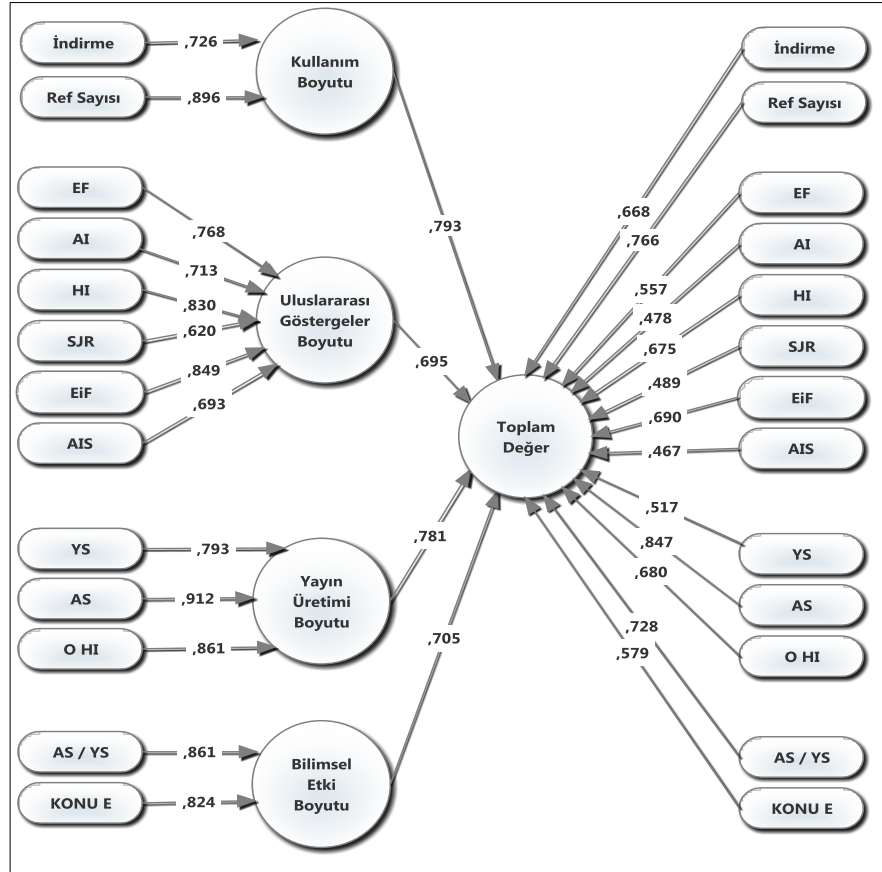 İndirme
,726
Ref Sayısı
,896
Kullanım
Boyutu
EF
,768
AI
,713
HI
,830
SJR
,620
EiF
,849
AIS
,693
Uluslararası
Göstergeler
Boyutu
YS
,793
AS
,912
O HI
,861
Yayın
Üretimi
Boyutu
AS / YS
,861
KONU E
,824
Bilimsel
Etki
Boyutu
,793
,695
,781
,705
Toplam
Değer
,668
İndirme
,766
Ref Sayısı
,557
EF
,478
AI
,675
HI
,489
SJR
,690
EiF
,467
AIS
,517
YS
,847
AS
,680
O HI
,728
AS / YS
,579
KONU E